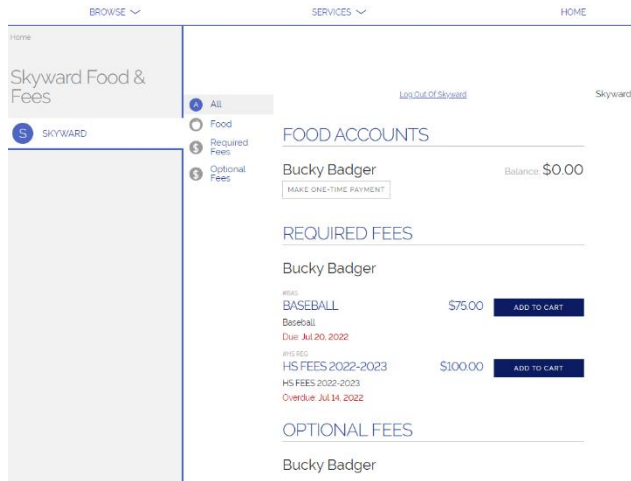 BROWSE
SERVICES
HOME
Home
Skyward Food &
Fees
S SKYWARD
A All
Food
$ Required
Fees
$ Optional
Fees
Log Out Of Skyward
Skyward
FOOD ACCOUNTS
Bucky Badger
Balance: $0.00
MAKE ONE-TIME PAYMENT
REQUIRED FEES
Bucky Badger
#BAS
BASEBALL $75.00 ADD TO CART
Baseball
Due: Jul 20, 2022
#HS REG
HS FEES 2022-2023 $100.00 ADD TO CART
HS FEES 2022-2023
Overdue: Jul 14, 2022
OPTIONAL FEES
Bucky Badger